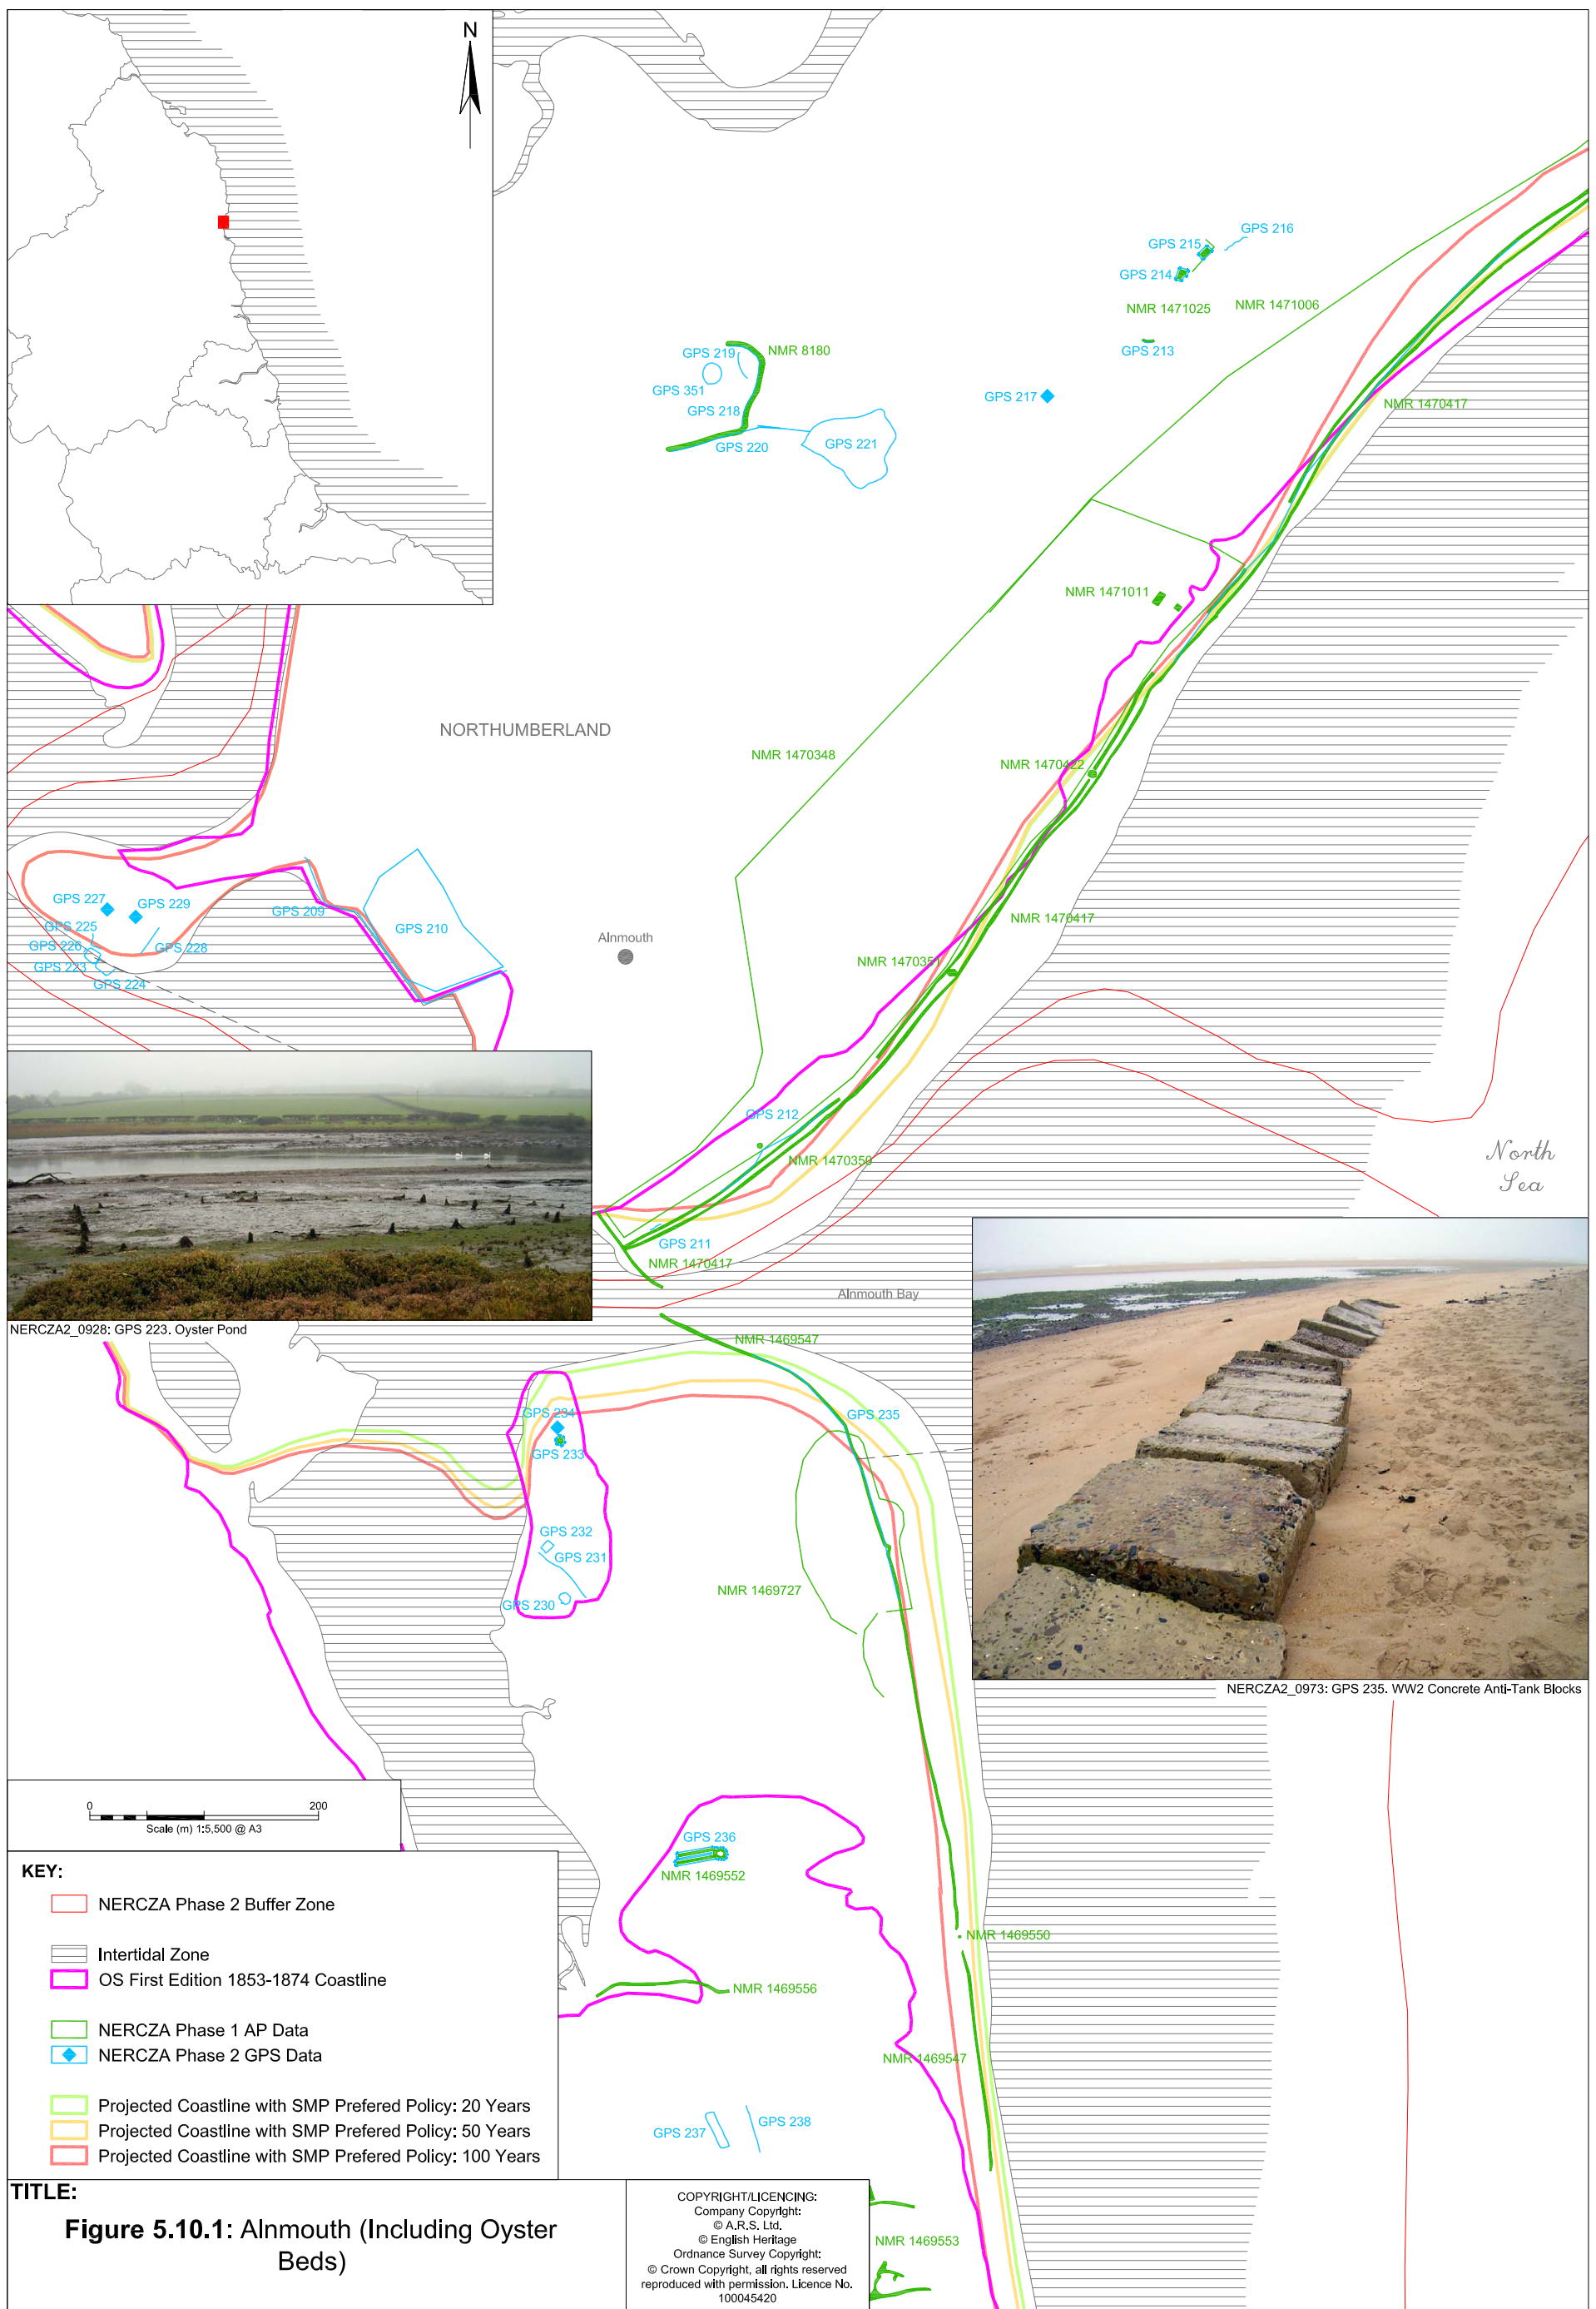 N
GPS 216
GPS 215
GPS 214
NMR 1471025
NMR 1471006
GPS 213
GPS 219
NMR 8180
GPS 351
GPS 217
NMR 1470417
GPS 218
GPS 220
GPS 221
NMR 1471011
NORTHUMBERLAND
NMR 1470348
NMR 1470422
GPS 227
GPS 229
GPS 209
GPS 210
NMR 1470417
GPS 225
GPS 226
GPS 228
Alnmouth
GPS 223
NMR 1470351
GPS 224
GPS 212
North
Sea
NMR 1470350
GPS 211
NMR 1470417
Alnmouth Bay
NERCZA2_0928: GPS 223. Oyster Pond
NMR 1469547
GPS 234
GPS 235
GPS 233
GPS 232
GPS 231
NMR 1469727
GPS 230
NERCZA2_0973: GPS 235. WW2 Concrete Anti-Tank Blocks
0 200
Scale (m) 1:5,500 @ A3
GPS 236
NMR 1469552
NMR 1469550
NMR 1469556
NMR 1469547
GPS 237
GPS 238
NMR 1469553
KEY:
NERCZA Phase 2 Buffer Zone
Intertidal Zone
OS First Edition 1853-1874 Coastline
NERCZA Phase 1 AP Data
NERCZA Phase 2 GPS Data
Projected Coastline with SMP Prefered Policy: 20 Years
Projected Coastline with SMP Prefered Policy: 50 Years
Projected Coastline with SMP Prefered Policy: 100 Years
TITLE:
Figure 5.10.1: Alnmouth (Including Oyster
Beds)
COPYRIGHT/LICENCING:
Company Copyright:
© A.R.S. Ltd.
© English Heritage
Ordnance Survey Copyright:
© Crown Copyright, all rights reserved
reproduced with permission. Licence No.
100045420